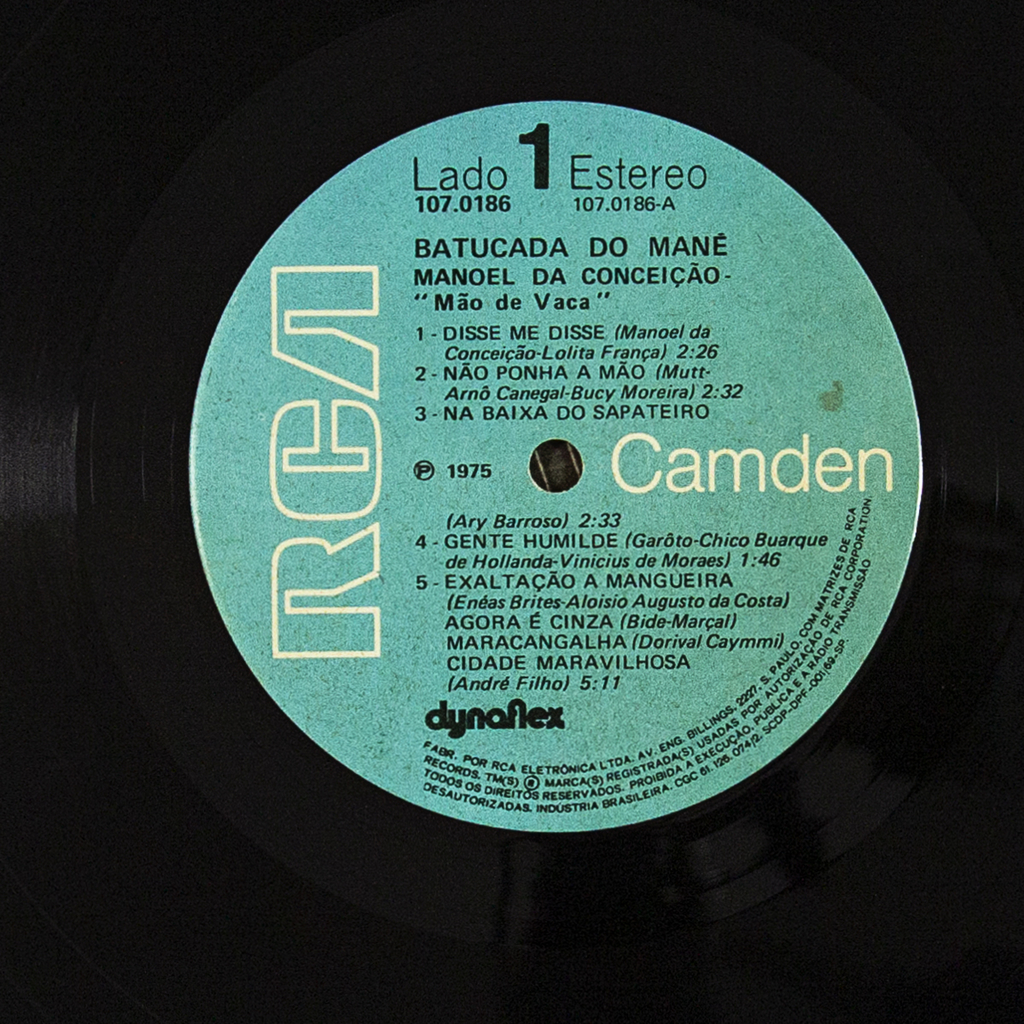 Lado 1 Estereo
107.0186 107.0186-A
BATUCADA DO MANÉ
MANOEL DA CONCEIÇÃO-
"Mão de Vaca"
1 - DISSE ME DISSE (Manoel da
Conceição-Lolita França) 2:26
2 - NÃO PONHA A MÃO (Mutt-
Arnô Canegal-Bucy Moreira) 2:32
3 - NA BAIXA DO SAPATEIRO
RCA
℗ 1975
Camden
(Ary Barroso) 2:33
4 - GENTE HUMILDE (Garôto-Chico Buarque
de Hollanda-Vinicius de Moraes) 1:46
5 - EXALTAÇÃO A MANGUEIRA
(Enéas Brites-Aloisio Augusto da Costa)
AGORA É CINZA (Bide-Marçal)
MARACANGALHA (Dorival Caymmi)
CIDADE MARAVILHOSA
(André Filho) 5:11
dynaflex
FABR. POR RCA ELETRÔNICA LTDA. AV. ENG. BILLINGS, 2227, S. PAULO, COM MATRIZES DE RCA
RECORDS. TM(S) ® MARCA(S) REGISTRADA(S) USADAS POR AUTORIZAÇÃO DE RCA CORPORATION
TODOS OS DIREITOS RESERVADOS. PROIBIDA A EXECUÇÃO, PÚBLICA E A RÁDIO TRANSMISSÃO
DESAUTORIZADAS. INDÚSTRIA BRASILEIRA. CGC 61. 126. 074/2. SCDP-DPF-001/69-SP.